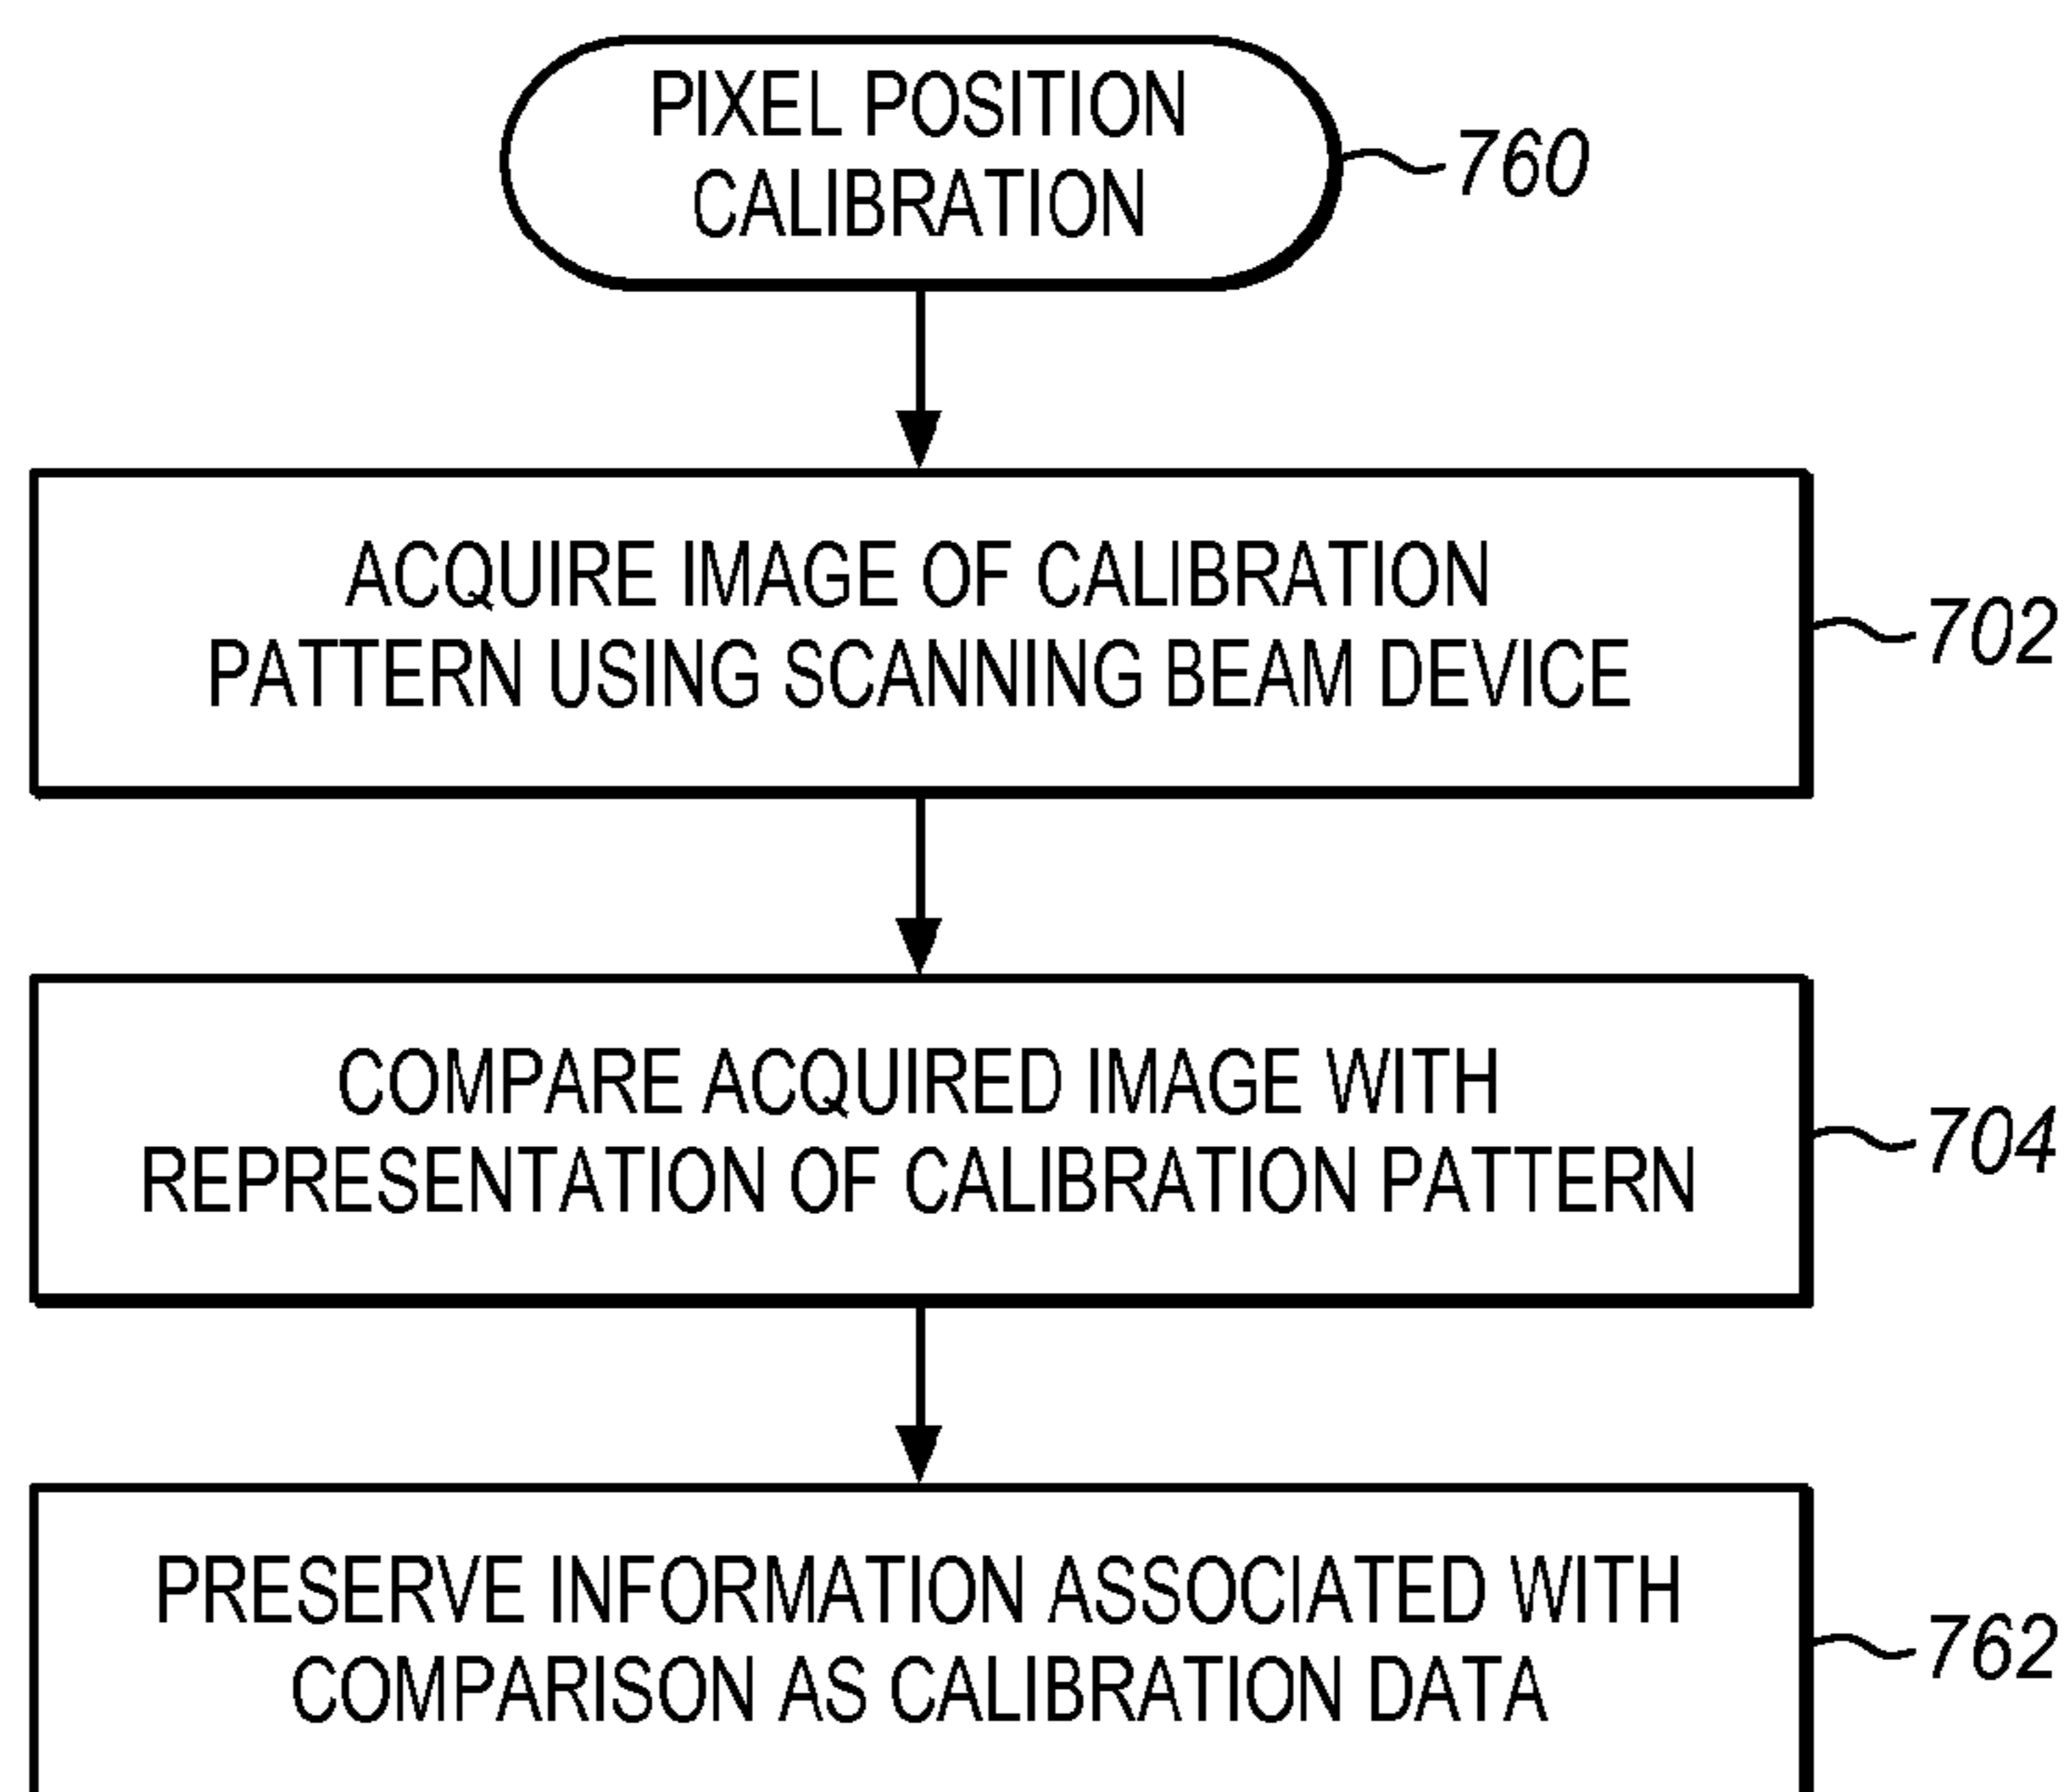 PIXEL POSITION
CALIBRATION
760
ACQUIRE IMAGE OF CALIBRATION
PATTERN USING SCANNING BEAM DEVICE
702
COMPARE ACQUIRED IMAGE WITH
REPRESENTATION OF CALIBRATION PATTERN
704
PRESERVE INFORMATION ASSOCIATED WITH
COMPARISON AS CALIBRATION DATA
762